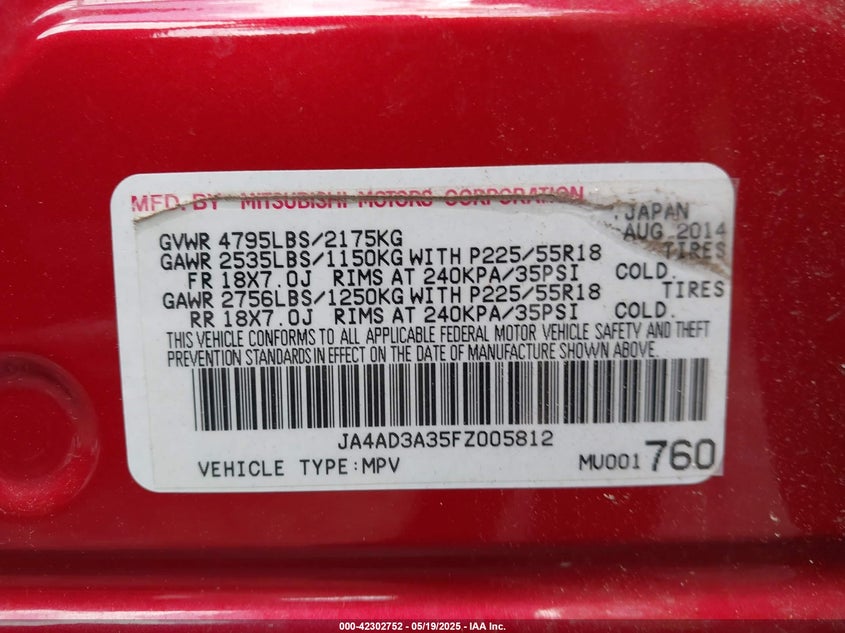 MFD. BY MITSUBISHI MOTORS CORPORATION
JAPAN
GVWR 4795LBS/2175KG AUG 2014
GAWR 2535LBS/1150KG WITH P225/55R18 TIRES
FR 18X7.0J RIMS AT 240KPA/35PSI COLD.
GAWR 2756LBS/1250KG WITH P225/55R18 TIRES
RR 18X7.0J RIMS AT 240KPA/35PSI COLD.
THIS VEHICLE CONFORMS TO ALL APPLICABLE FEDERAL MOTOR VEHICLE SAFETY AND THEFT
PREVENTION STANDARDS IN EFFECT ON THE DATE OF MANUFACTURE SHOWN ABOVE.
JA4AD3A35FZ005812
VEHICLE TYPE:MPV MU001760
000-42302752 - 05/19/2025 - IAA Inc.